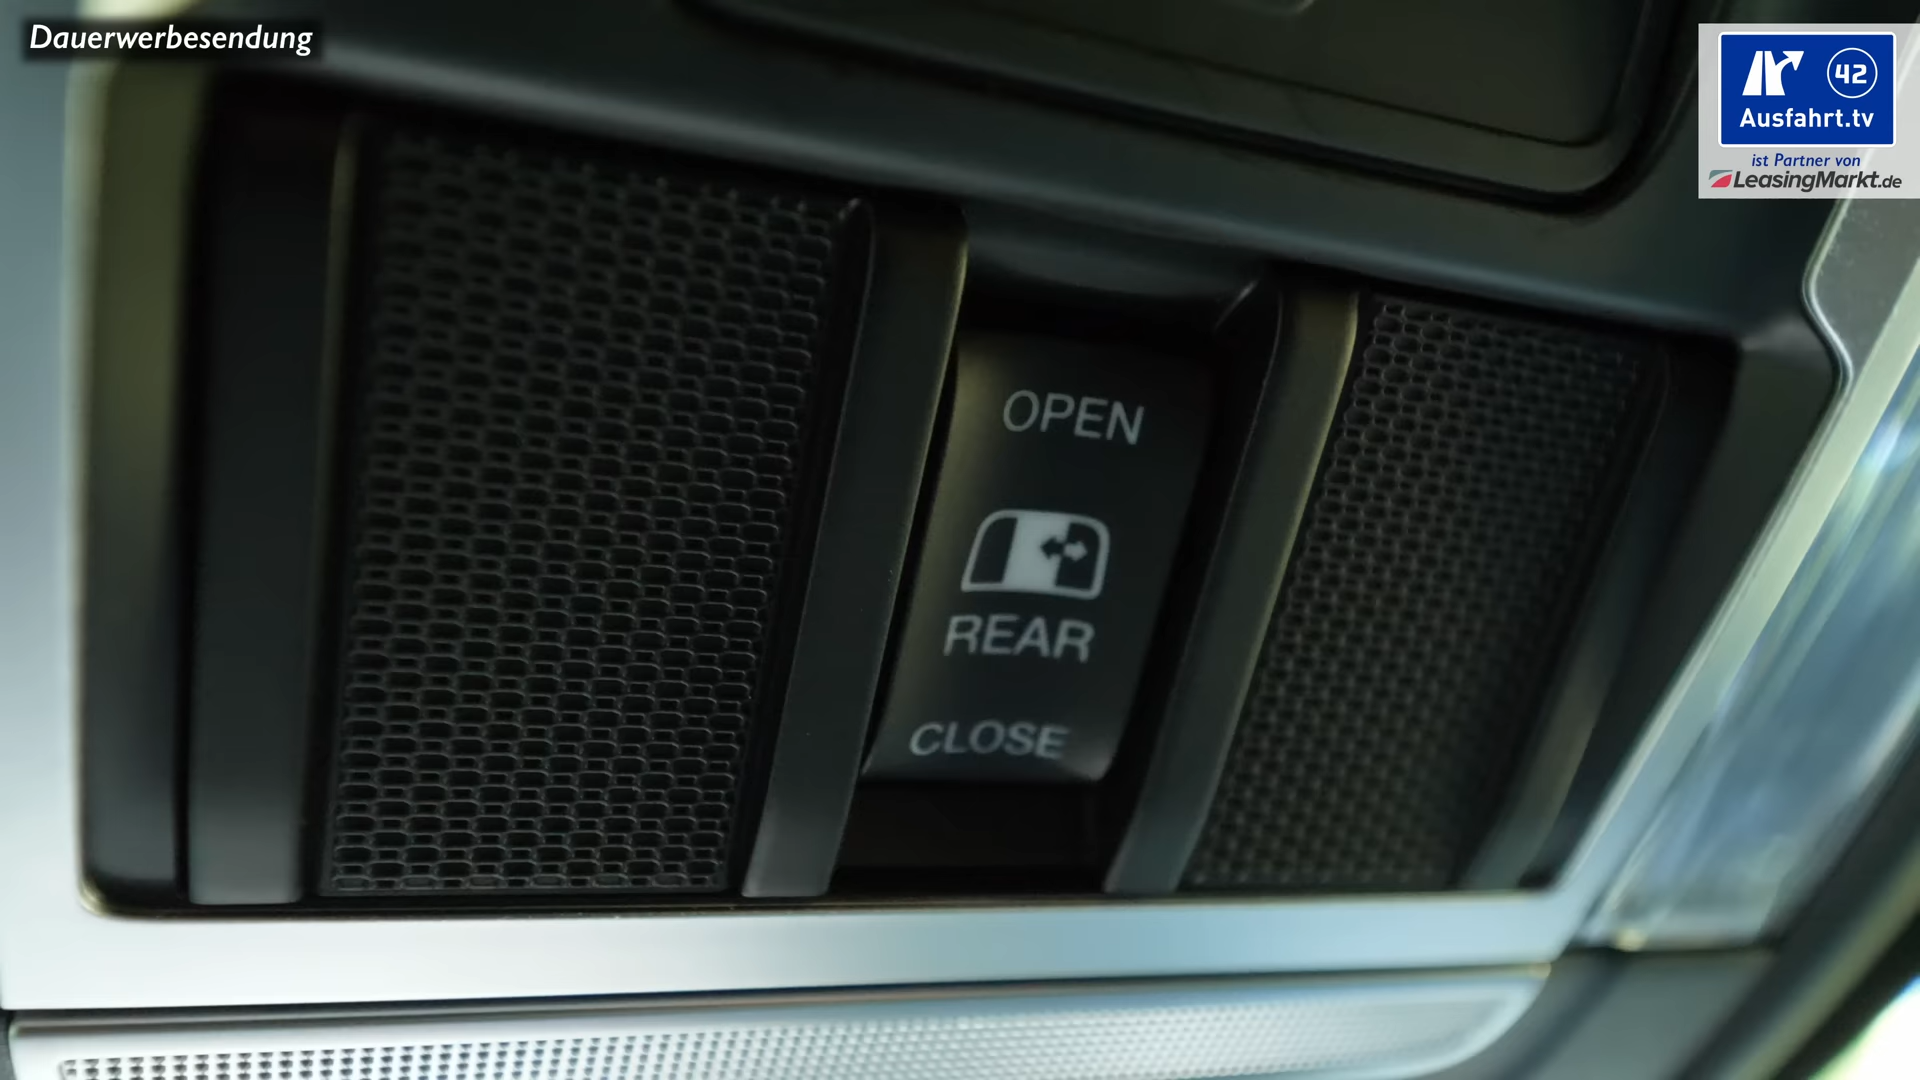 Dauerwerbesendung
42
Ausfahrt.tv
ist Partner von
LeasingMarkt.de
OPEN
REAR
CLOSE